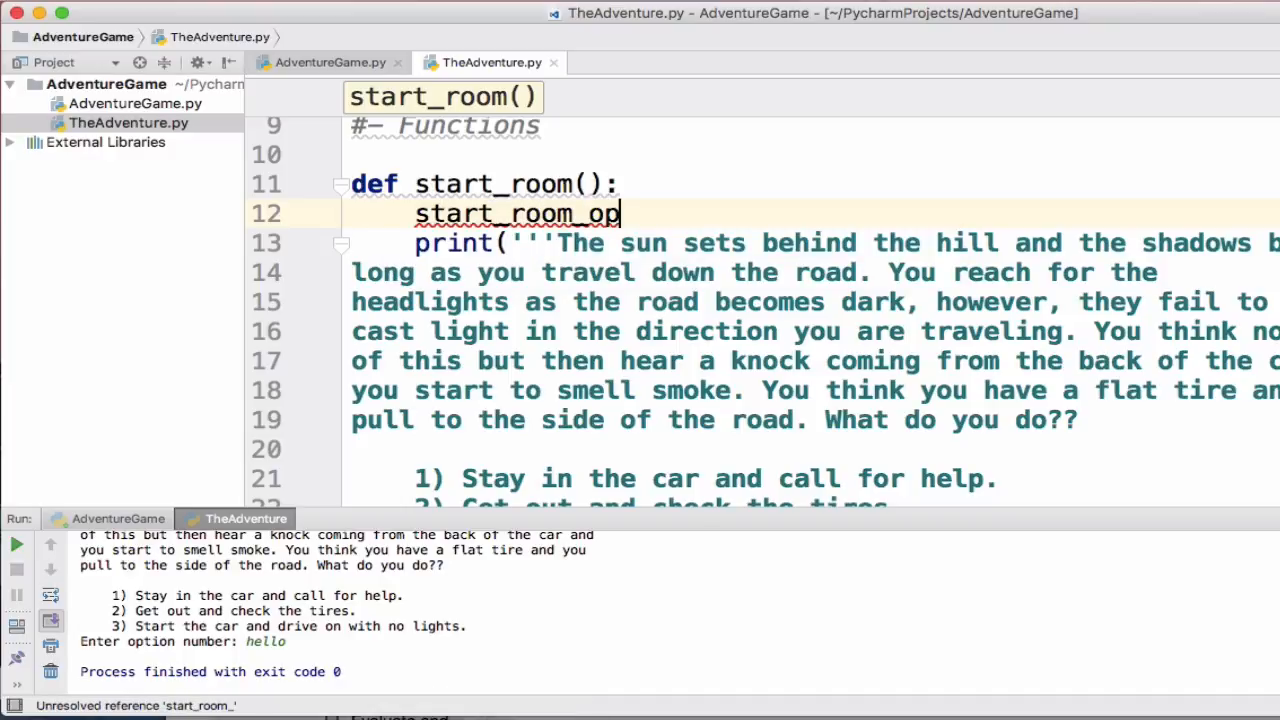 TheAdventure.py - AdventureGame - [~/PycharmProjects/AdventureGame]
AdventureGame TheAdventure.py
Project AdventureGame.py TheAdventure.py
AdventureGame ~/Pycharm
AdventureGame.py
TheAdventure.py
External Libraries
start_room()
9 #— Functions
10
11 def start_room():
12 start_room_op
13 print('''The sun sets behind the hill and the shadows b
14 long as you travel down the road. You reach for the
15 headlights as the road becomes dark, however, they fail to
16 cast light in the direction you are traveling. You think no
17 of this but then hear a knock coming from the back of the c
18 you start to smell smoke. You think you have a flat tire an
19 pull to the side of the road. What do you do??
20
21 1) Stay in the car and call for help.
22 2) Get out and check the tires.
Run: AdventureGame TheAdventure
of this but then hear a knock coming from the back of the car and
you start to smell smoke. You think you have a flat tire and you
pull to the side of the road. What do you do??
1) Stay in the car and call for help.
2) Get out and check the tires.
3) Start the car and drive on with no lights.
Enter option number: hello
Process finished with exit code 0
Unresolved reference 'start_room_'